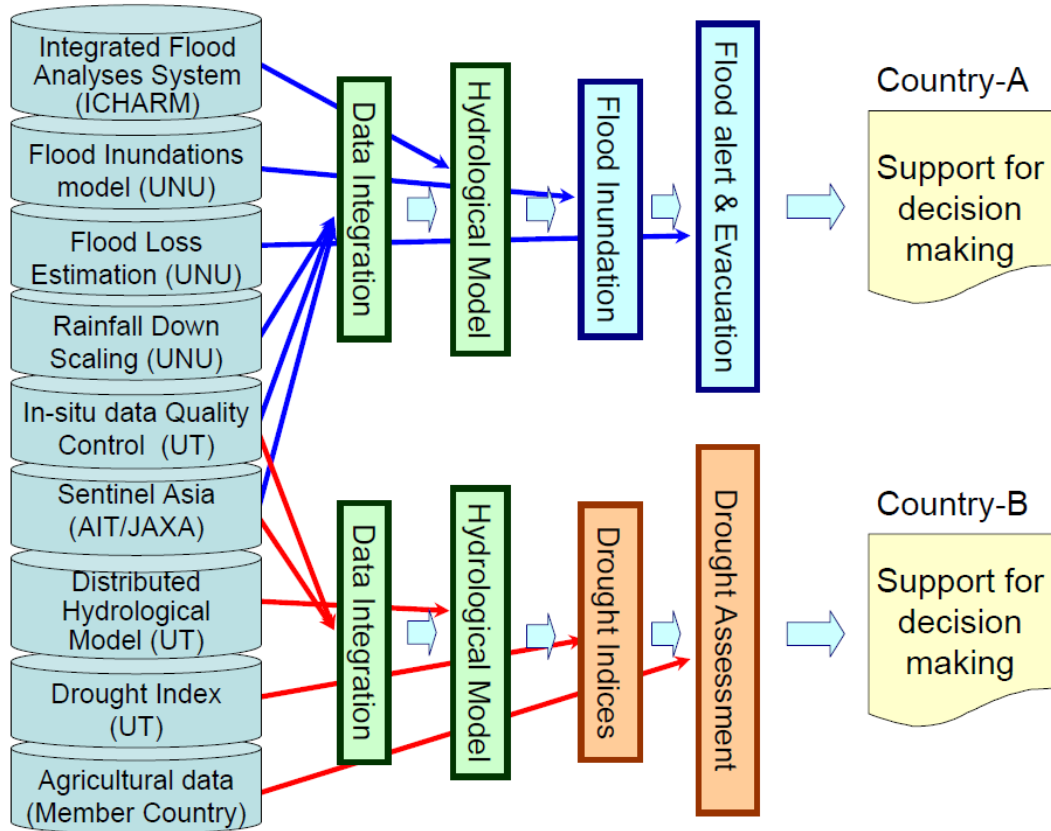 Integrated Flood
Analyses System
(ICHARM)
Flood Inundations
model (UNU)
Flood Loss
Estimation (UNU)
Rainfall Down
Scaling (UNU)
In-situ data Quality
Control (UT)
Sentinel Asia
(AIT/JAXA)
Distributed
Hydrological
Model (UT)
Drought Index
(UT)
Agricultural data
(Member Country)
Data Integration
Hydrological Model
Flood Inundation
Flood alert & Evacuation
Country-A
Support for
decision
making
Data Integration
Hydrological Model
Drought Indices
Drought Assessment
Country-B
Support for
decision
making